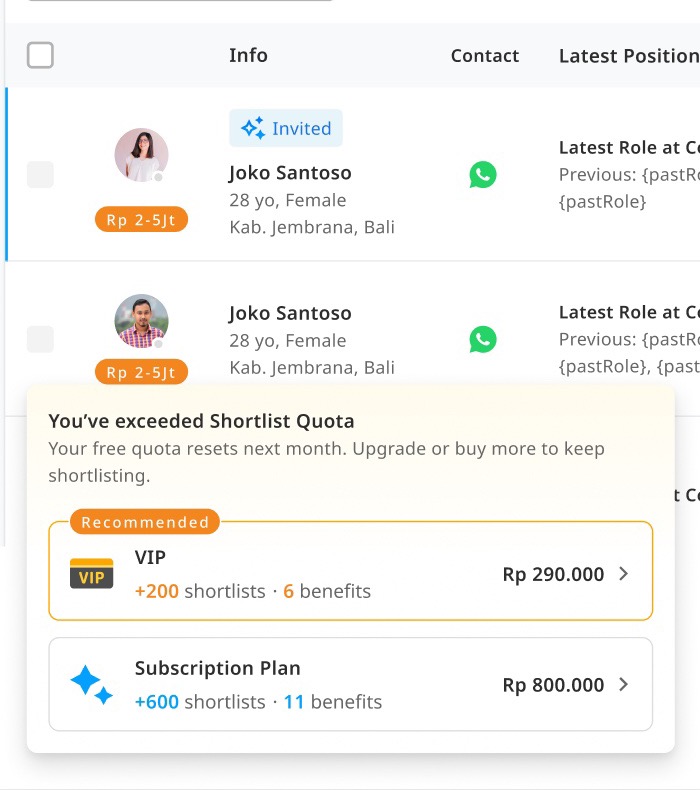 Info Contact Latest Position
Invited
Joko Santoso
28 yo, Female
Kab. Jembrana, Bali
Rp 2-5Jt
Latest Role at
Previous: {pastR
{pastRole}
Joko Santoso
28 yo, Female
Kab. Jembrana, Bali
Rp 2-5Jt
Latest Role at
Previous: {pastR
{pastRole}, {past
You’ve exceeded Shortlist Quota
Your free quota resets next month. Upgrade or buy more to keep
shortlisting.
Recommended
VIP
VIP
+200 shortlists · 6 benefits
Rp 290.000
Subscription Plan
+600 shortlists · 11 benefits
Rp 800.000